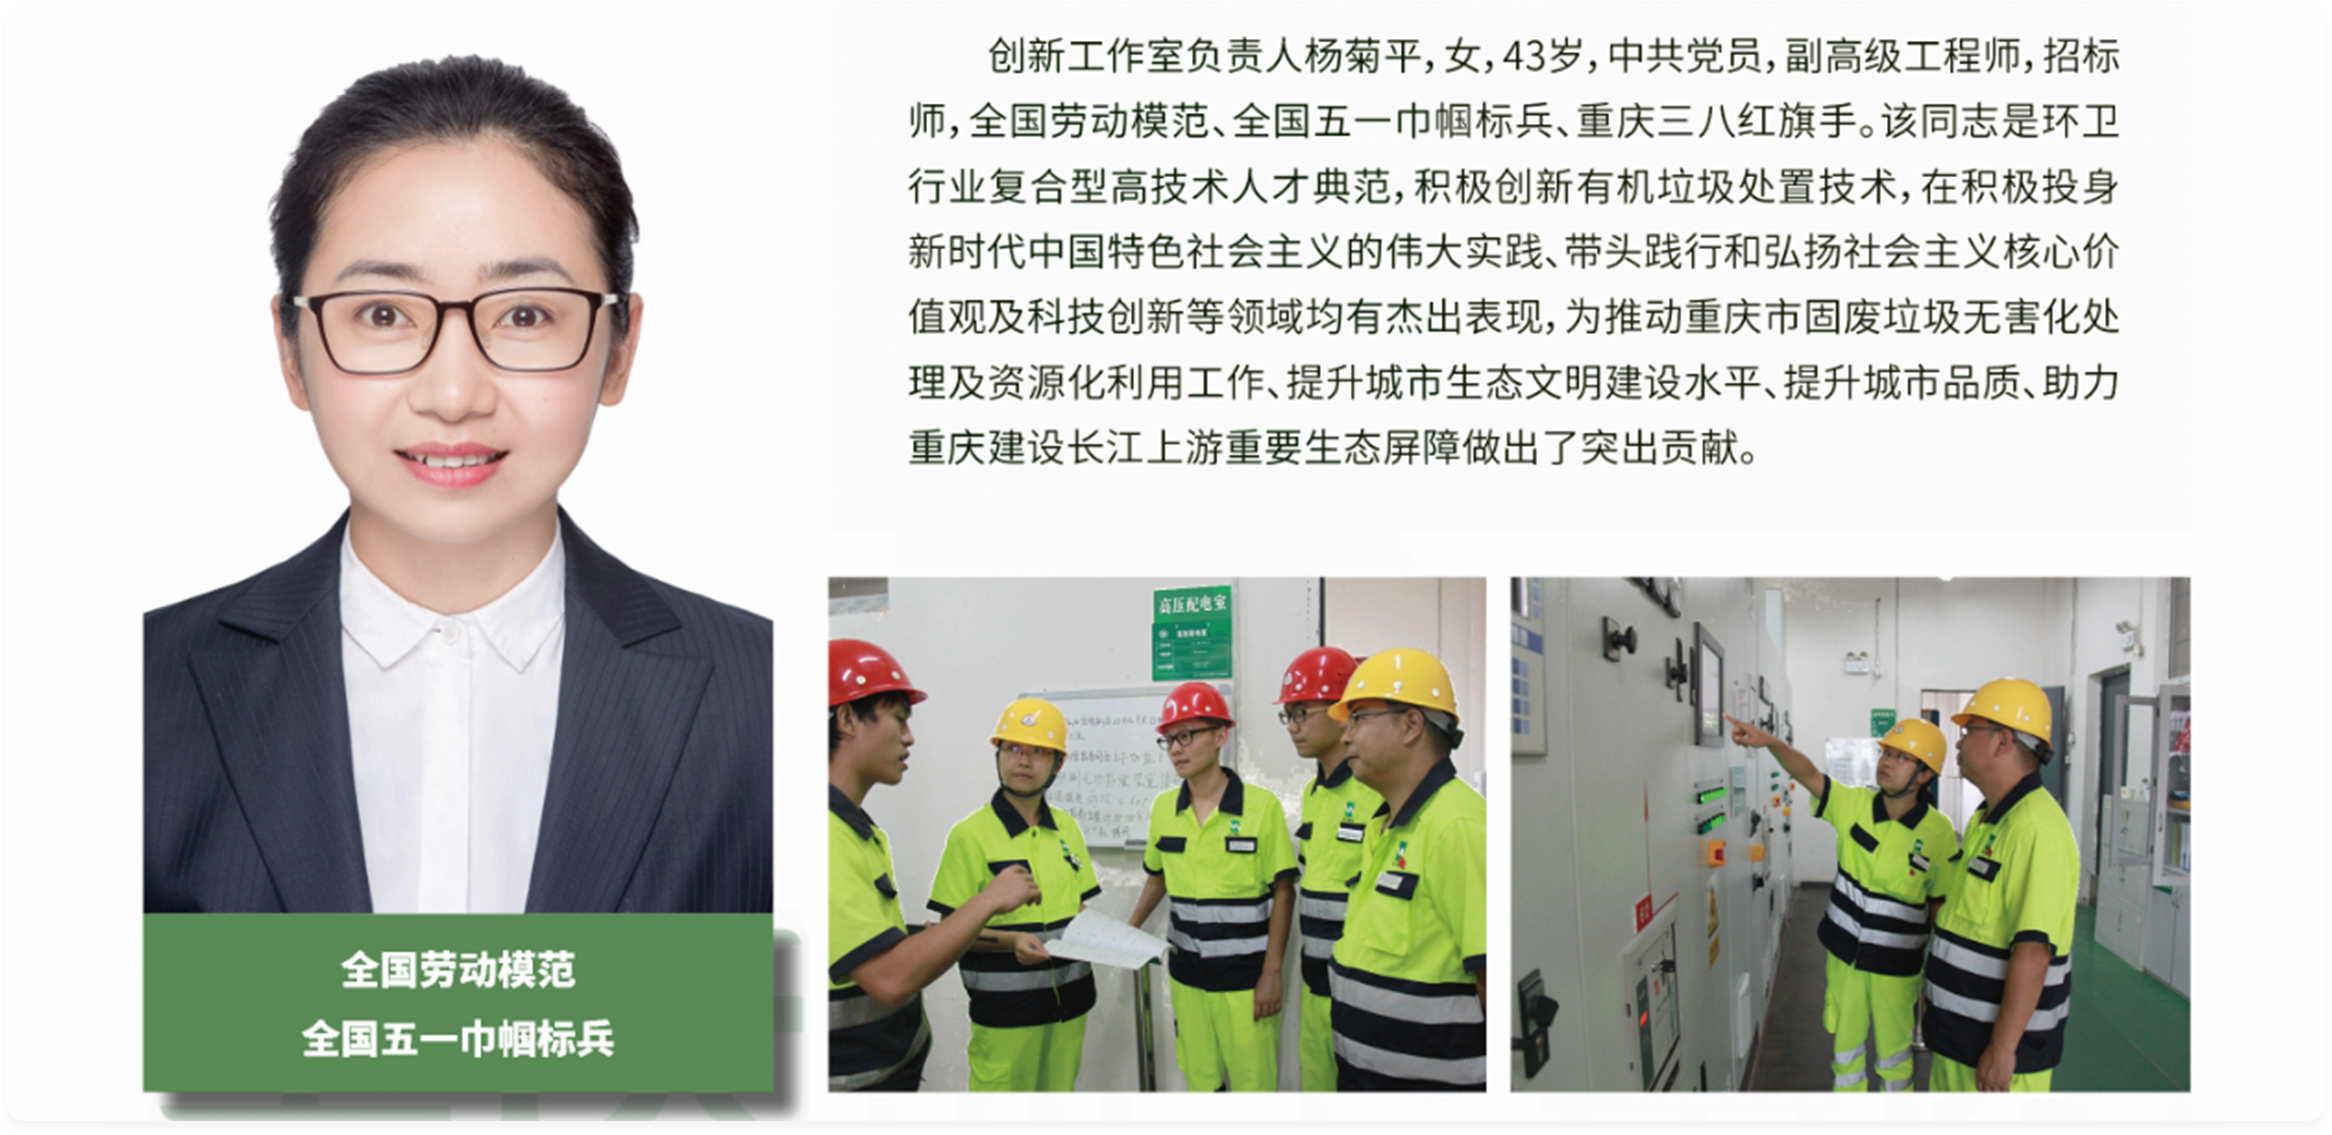 创新工作室负责人杨菊平，女，43岁，中共党员，副高级工程师，招标
师，全国劳动模范、全国五一巾帼标兵、重庆三八红旗手。该同志是环卫
行业复合型高技术人才典范，积极创新有机垃圾处置技术，在积极投身
新时代中国特色社会主义的伟大实践、带头践行和弘扬社会主义核心价
值观及科技创新等领域均有杰出表现，为推动重庆市固废垃圾无害化处
理及资源化利用工作、提升城市生态文明建设水平、提升城市品质、助力
重庆建设长江上游重要生态屏障做出了突出贡献。
全国劳动模范
全国五一巾帼标兵
高压配电室